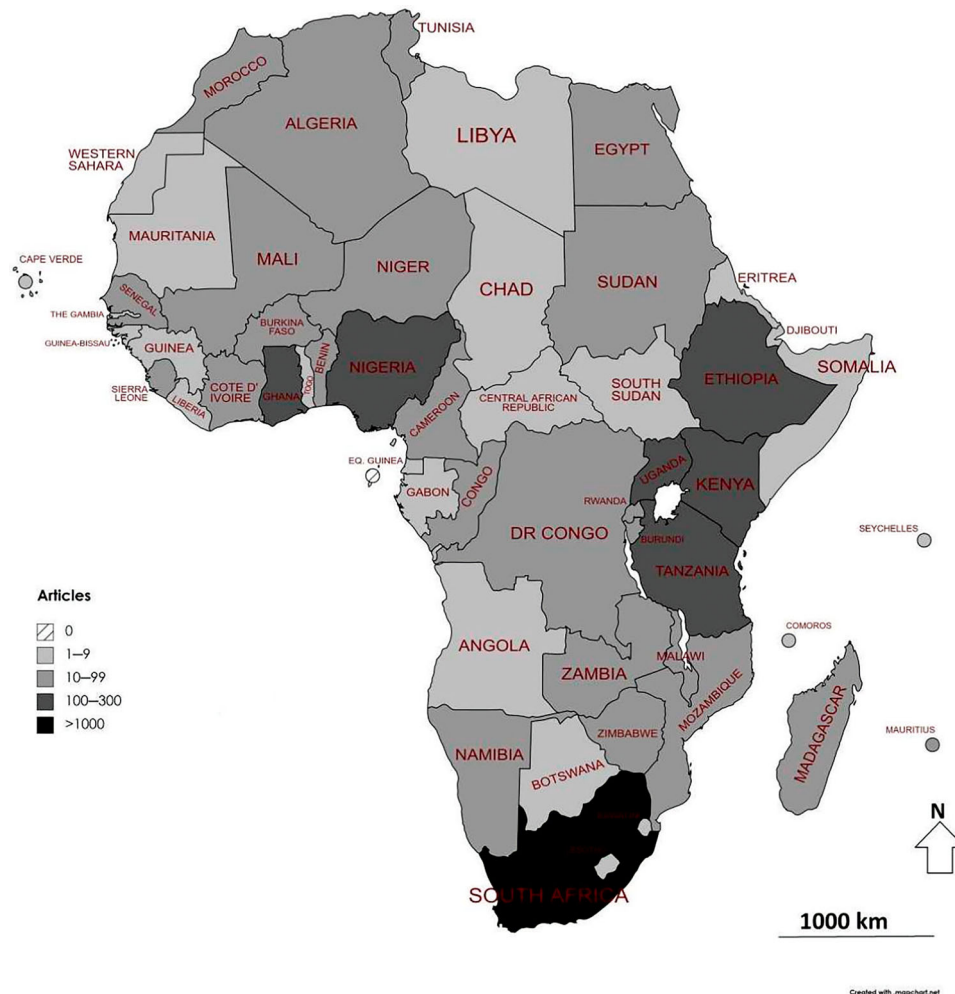 TUNISIA
MOROCCO
ALGERIA
LIBYA
EGYPT
WESTERN
SAHARA
MAURITANIA
MALI
NIGER
CHAD
SUDAN
ERITREA
CAPE VERDE
SENEGAL
THE GAMBIA
GUINEA-BISSAU
GUINEA
BURKINA
FASO
BENIN
TOGO
NIGERIA
DJIBOUTI
SOMALIA
ETHIOPIA
SIERRA
LEONE
LIBERIA
COTE D'
IVOIRE
GHANA
CAMEROON
CENTRAL AFRICAN
REPUBLIC
SOUTH
SUDAN
EQ. GUINEA
GABON
CONGO
UGANDA
KENYA
RWANDA
DR CONGO
BURUNDI
TANZANIA
SEYCHELLES
Articles
0
1–9
10–99
100–300
>1000
ANGOLA
ZAMBIA
MALAWI
MOZAMBIQUE
COMOROS
MADAGASCAR
MAURITIUS
NAMIBIA
ZIMBABWE
BOTSWANA
SOUTH AFRICA
N
1000 km
Created with mapchart.net